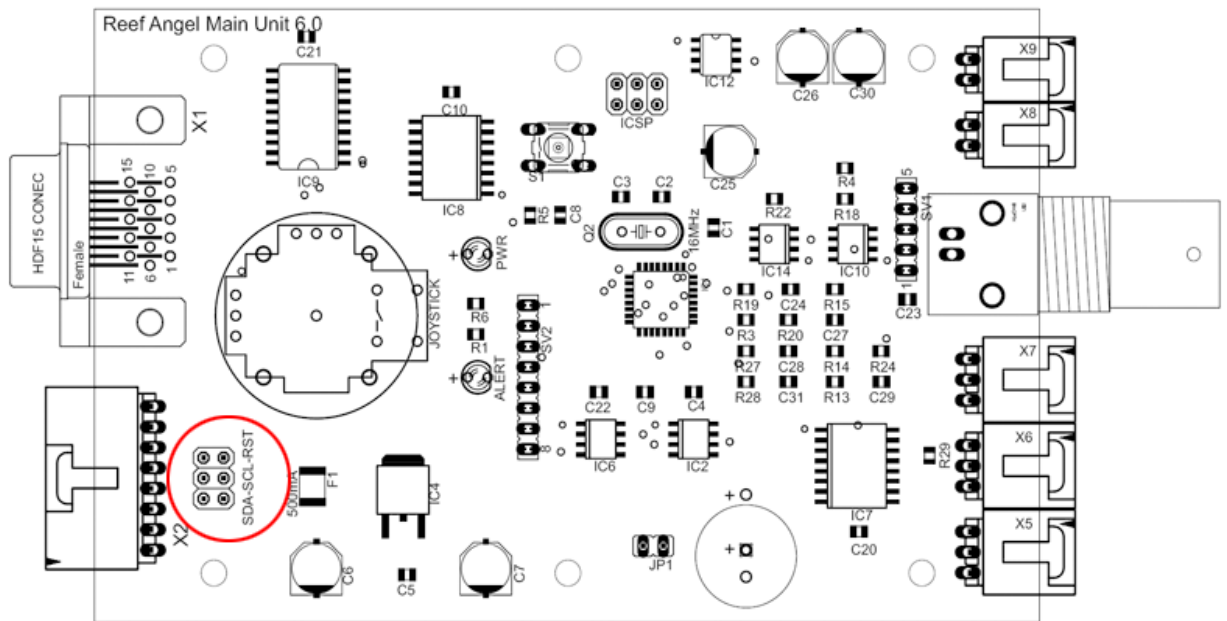 Reef Angel Main Unit 6.0
C21
IC9
C10
IC8
S1
ICSP
IC12
C26
C30
C25
X9
X8
X1
HDF15 CONEC
Female
15
10
5
11
6
1
C3
C2
R5
C8
Q2
16MHz
C1
R22
R4
R18
IC14
IC10
5
SV4
1
C23
PWR
JOYSTICK
R6
R1
ALERT
1
SV2
8
R19
C24
R15
R3
R20
C27
R27
C28
R14
R24
R28
C31
R13
C29
X7
X6
X5
C22
C9
C4
IC6
IC2
IC7
R29
C20
SDA-SCL-RST
X2
500mA
F1
IC4
C6
C5
C7
JP1
+
+
+
+